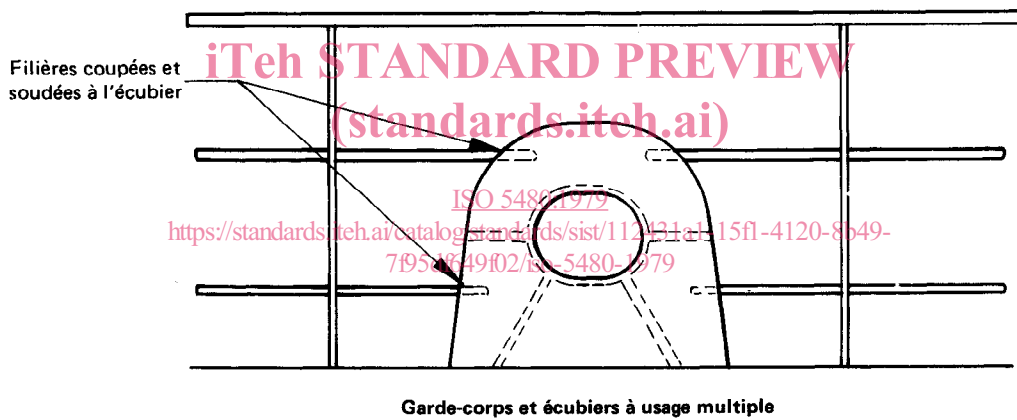 iTeh STANDARD PREVIEW
Filières coupées et
soudées à l'écubier
(standards.iteh.ai)
ISO 5480:1979
https://standards.iteh.ai/catalog/standards/sist/112431a1-15f1-4120-8b49-
7f95df649f02/iso-5480-1979
Garde-corps et écubiers à usage multiple